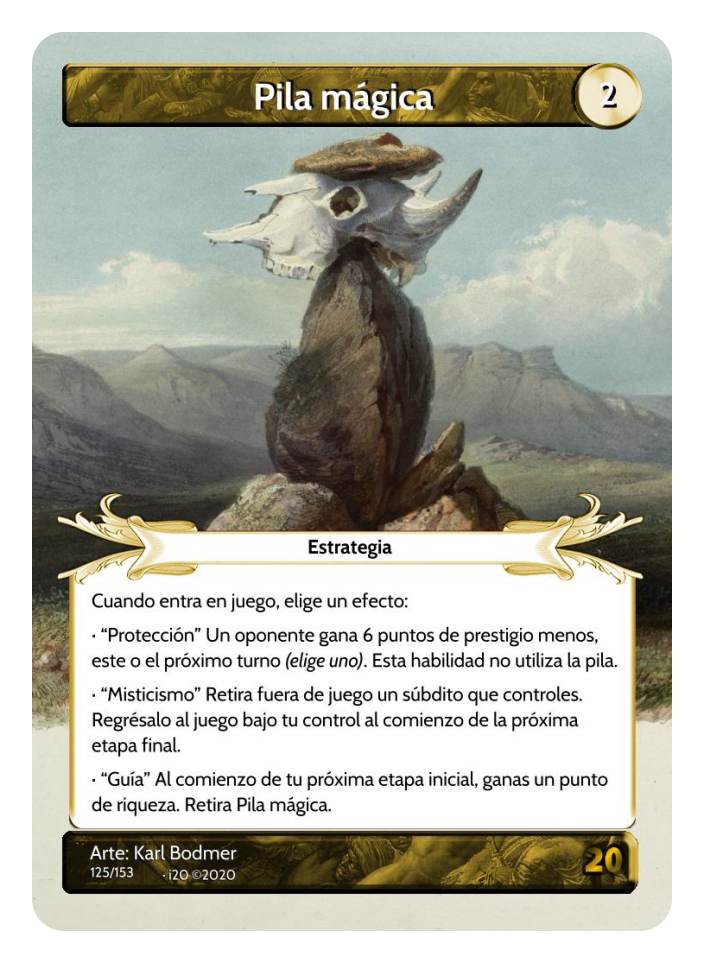 Pila mágica
2
Estrategia
Cuando entra en juego, elige un efecto:
· “Protección” Un oponente gana 6 puntos de prestigio menos,
este o el próximo turno (elige uno). Esta habilidad no utiliza la pila.
· “Misticismo” Retira fuera de juego un súbdito que controles.
Regrésalo al juego bajo tu control al comienzo de la próxima
etapa final.
· “Guía” Al comienzo de tu próxima etapa inicial, ganas un punto
de riqueza. Retira Pila mágica.
Arte: Karl Bodmer
125/153 · i20 ©2020
20